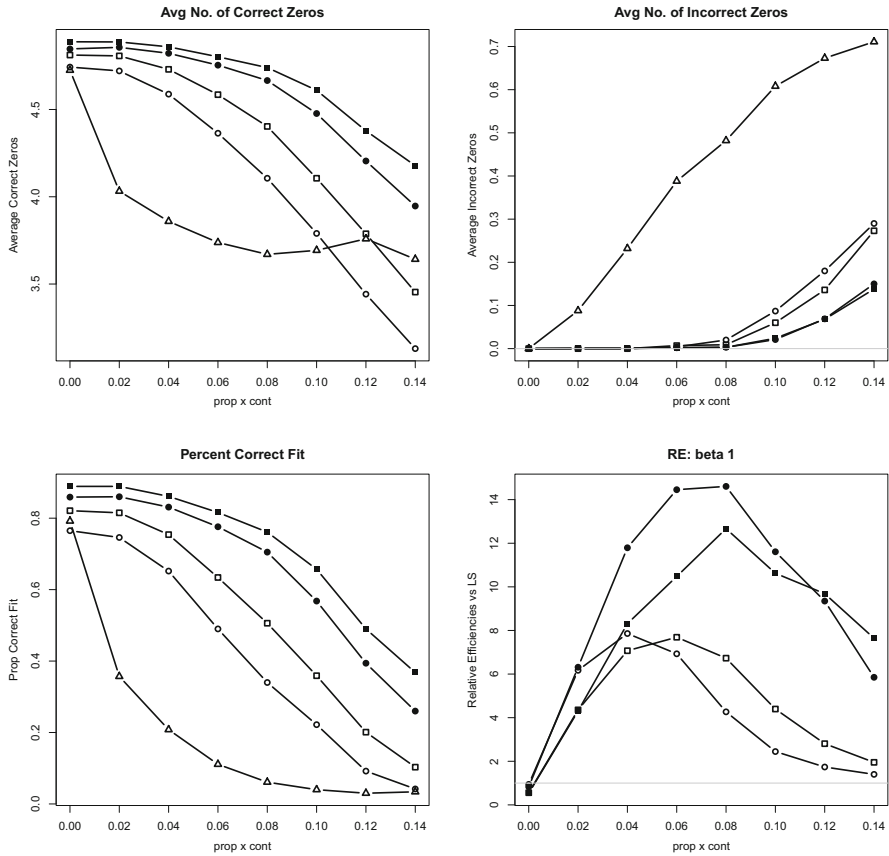 Avg No. of Correct Zeros
Average Correct Zeros
4.5
4.0
3.5
0.00 0.02 0.04 0.06 0.08 0.10 0.12 0.14
prop x cont
Avg No. of Incorrect Zeros
Average Incorrect Zeros
0.7
0.6
0.5
0.4
0.3
0.2
0.1
0.0
0.00 0.02 0.04 0.06 0.08 0.10 0.12 0.14
prop x cont
Percent Correct Fit
Prop Correct Fit
0.8
0.6
0.4
0.2
0.0
0.00 0.02 0.04 0.06 0.08 0.10 0.12 0.14
prop x cont
RE: beta 1
Relative Efficiencies vs LS
14
12
10
8
6
4
2
0
0.00 0.02 0.04 0.06 0.08 0.10 0.12 0.14
prop x cont